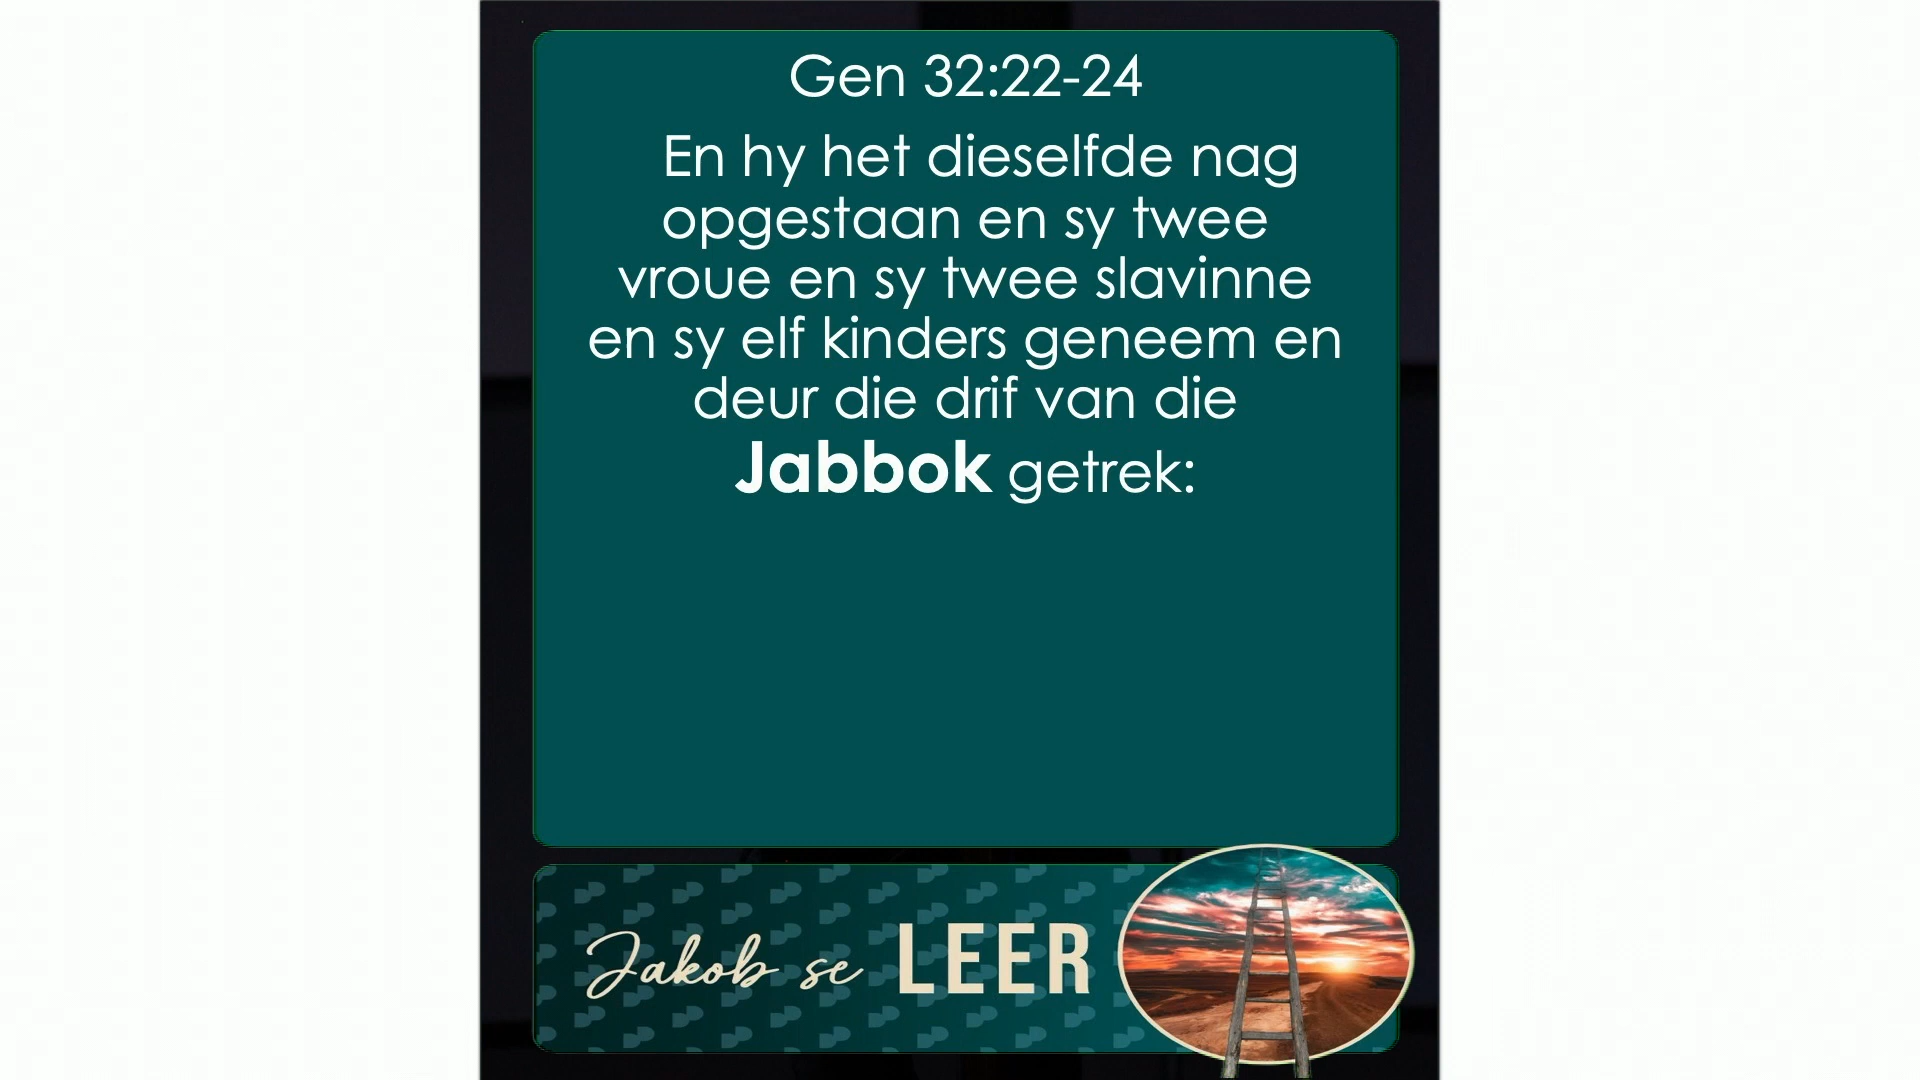 Gen 32:22-24
En hy het dieselfde nag
opgestaan en sy twee
vroue en sy twee slavinne
en sy elf kinders geneem en
deur die drif van die
Jabbok getrek:
Jakob se LEER